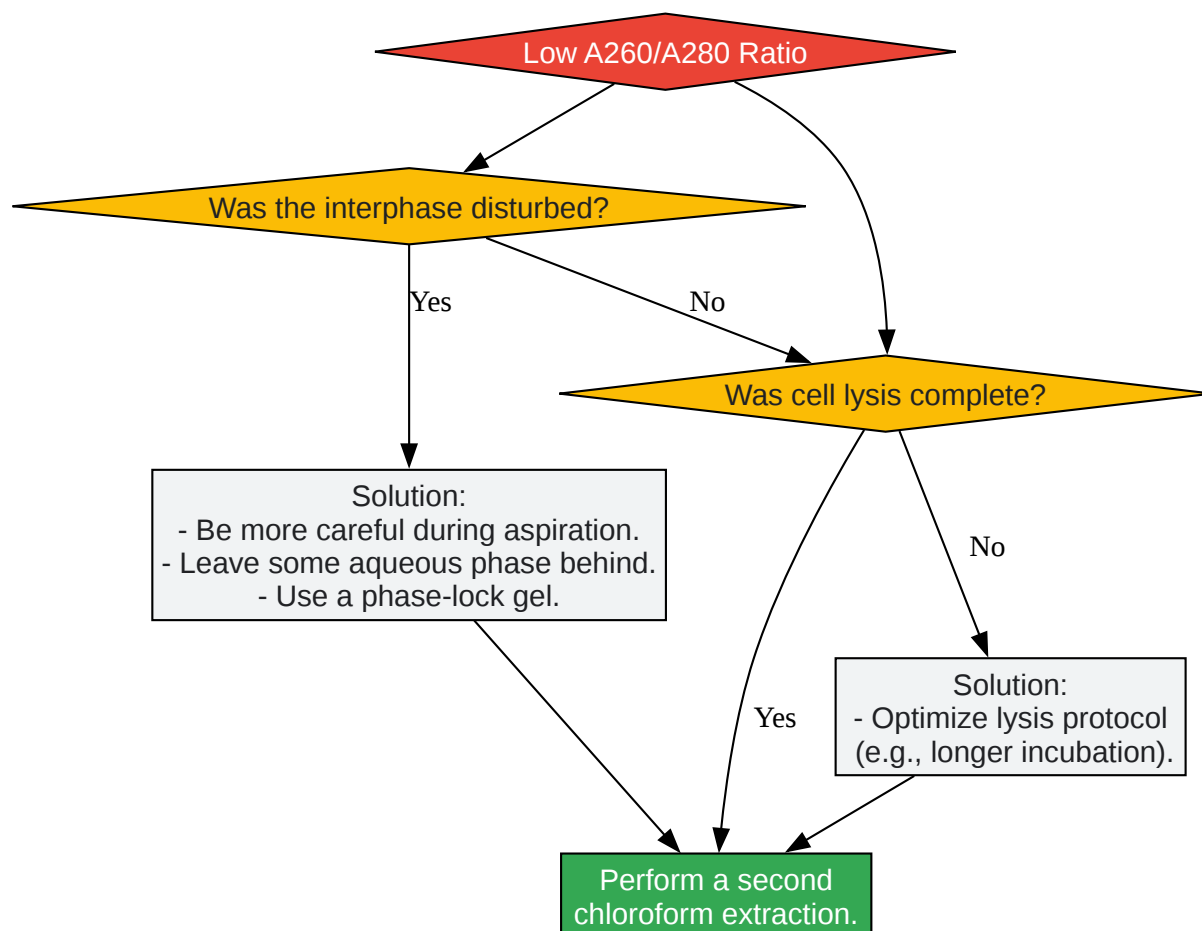 Low A260/A280 Ratio
Was the interphase disturbed?
Yes
No
Was cell lysis complete?
Solution:
- Be more careful during aspiration.
- Leave some aqueous phase behind.
- Use a phase-lock gel.
No
Solution:
- Optimize lysis protocol
(e.g., longer incubation).
Yes
Perform a second
chloroform extraction.